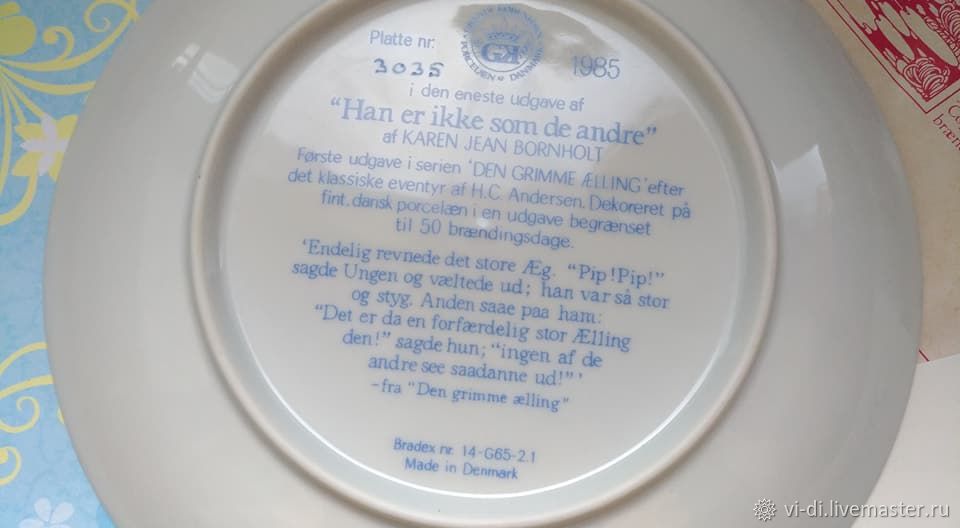 Platte nr:
3035
GK
1985
i den eneste udgave af
“Han er ikke som de andre”
af KAREN JEAN BORNHOLT
Første udgave i serien ‘DEN GRIMME ÆLLING’ efter
det klassiske eventyr af H.C. Andersen. Dekoreret på
fint, dansk porcelæn i en udgave begrænset
til 50 brændingsdage.
‘Endelig revnede det store Æg. “Pip!Pip!”
sagde Ungen og væltede ud; han var så stor
og styg. Anden saae paa ham:
“Det er da en forfærdelig stor Ælling
den!” sagde hun; “ingen af de
andre see saadanne ud!”’
-fra “Den grimme ælling”
Bradex nr. 14-G65-2.1
Made in Denmark
vi-di.livemaster.ru